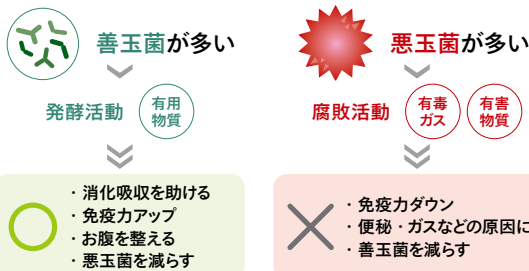 善玉菌が多い
発酵活動
有用
物質
・消化吸収を助ける
・免疫力アップ
・お腹を整える
・悪玉菌を減らす
悪玉菌が多い
腐敗活動
有毒
ガス
有害
物質
・免疫力ダウン
・便秘・ガスなどの原因に
・善玉菌を減らす